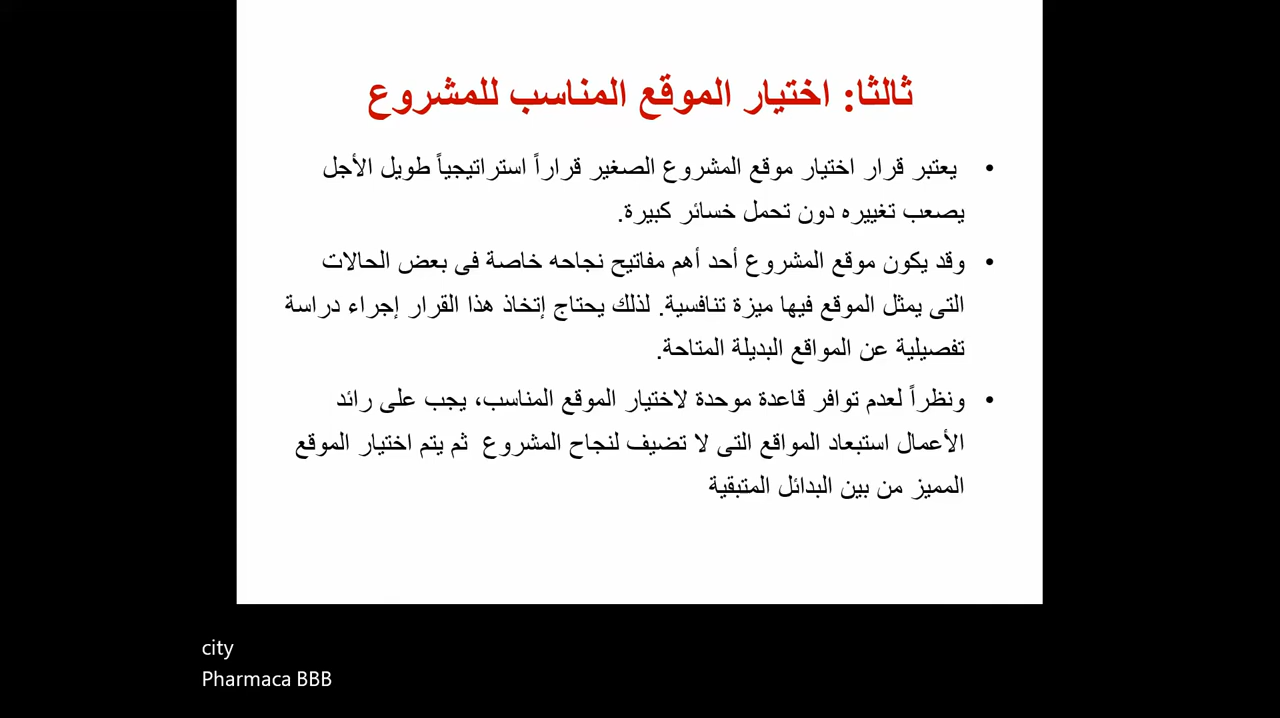 ثالثا: اختيار الموقع المناسب للمشروع
• يعتبر قرار اختيار موقع المشروع الصغير قراراً استراتيجياً طويل الأجل
يصعب تغييره دون تحمل خسائر كبيرة.
• وقد يكون موقع المشروع أحد أهم مفاتيح نجاحه خاصة فى بعض الحالات
التى يمثل الموقع فيها ميزة تنافسية. لذلك يحتاج إتخاذ هذا القرار إجراء دراسة
تفصيلية عن المواقع البديلة المتاحة.
• ونظراً لعدم توافر قاعدة موحدة لاختيار الموقع المناسب، يجب على رائد
الأعمال استبعاد المواقع التى لا تضيف لنجاح المشروع ثم يتم اختيار الموقع
المميز من بين البدائل المتبقية
city
Pharmaca BBB